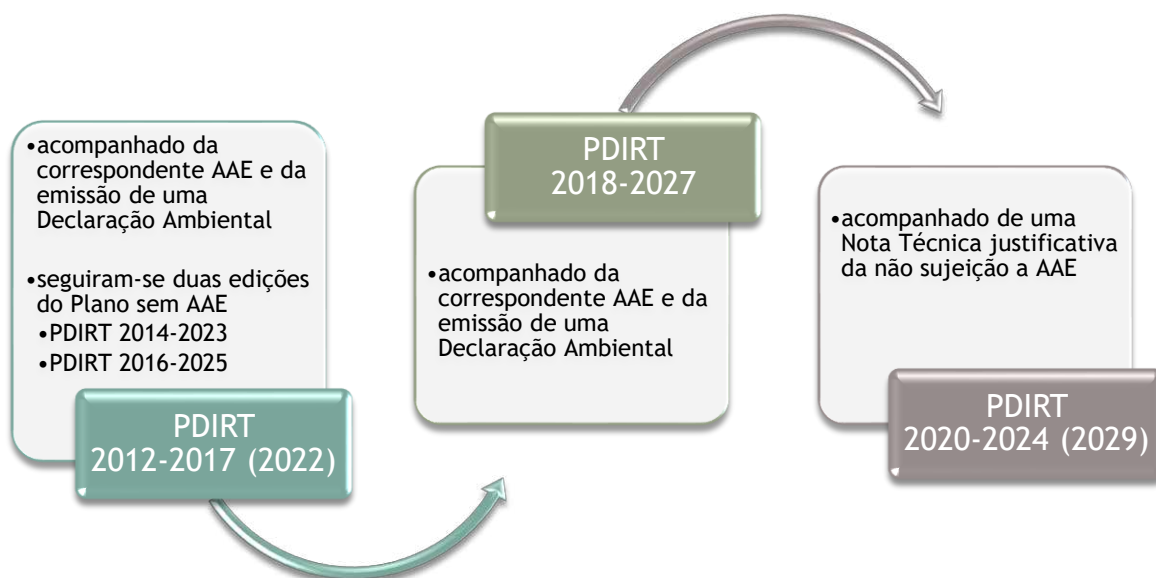 •acompanhado da
correspondente AAE e da
emissão de uma
Declaração Ambiental
•seguiram-se duas edições
do Plano sem AAE
•PDIRT 2014-2023
•PDIRT 2016-2025
PDIRT
2012-2017 (2022)
PDIRT
2018-2027
•acompanhado da
correspondente AAE e da
emissão de uma
Declaração Ambiental
•acompanhado de uma
Nota Técnica justificativa
da não sujeição a AAE
PDIRT
2020-2024 (2029)